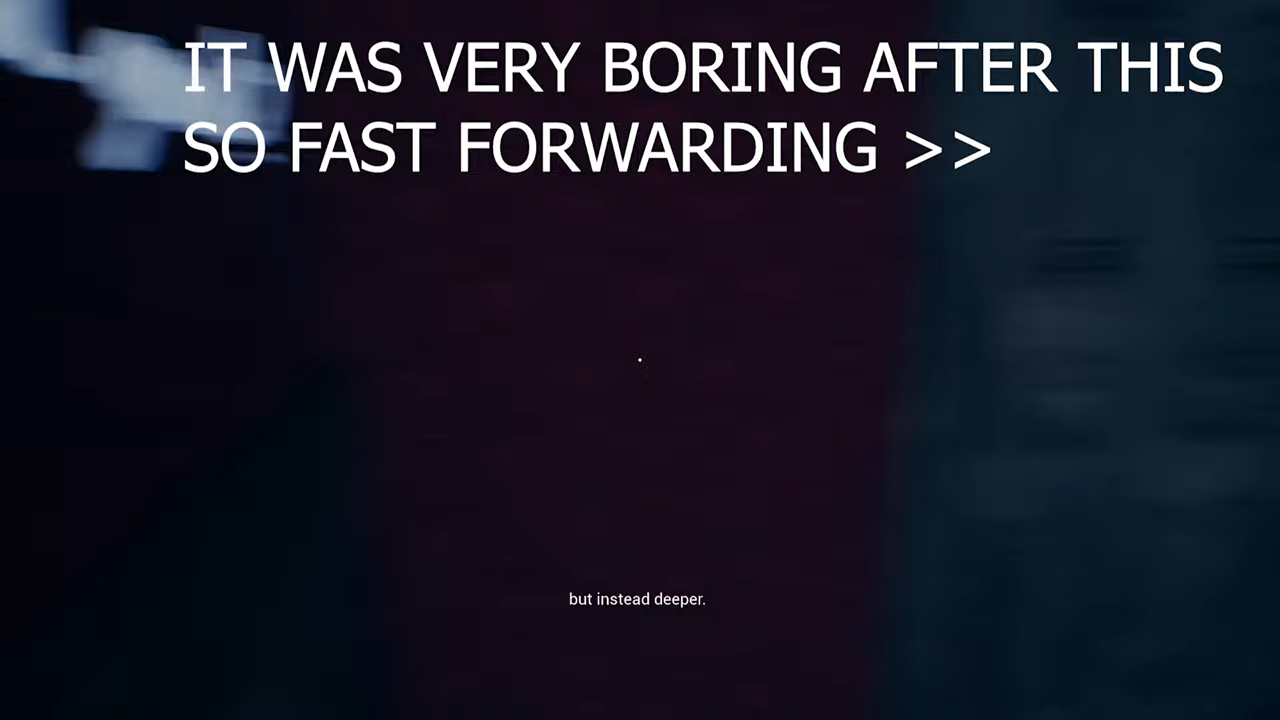 IT WAS VERY BORING AFTER THIS
SO FAST FORWARDING >>
but instead deeper.